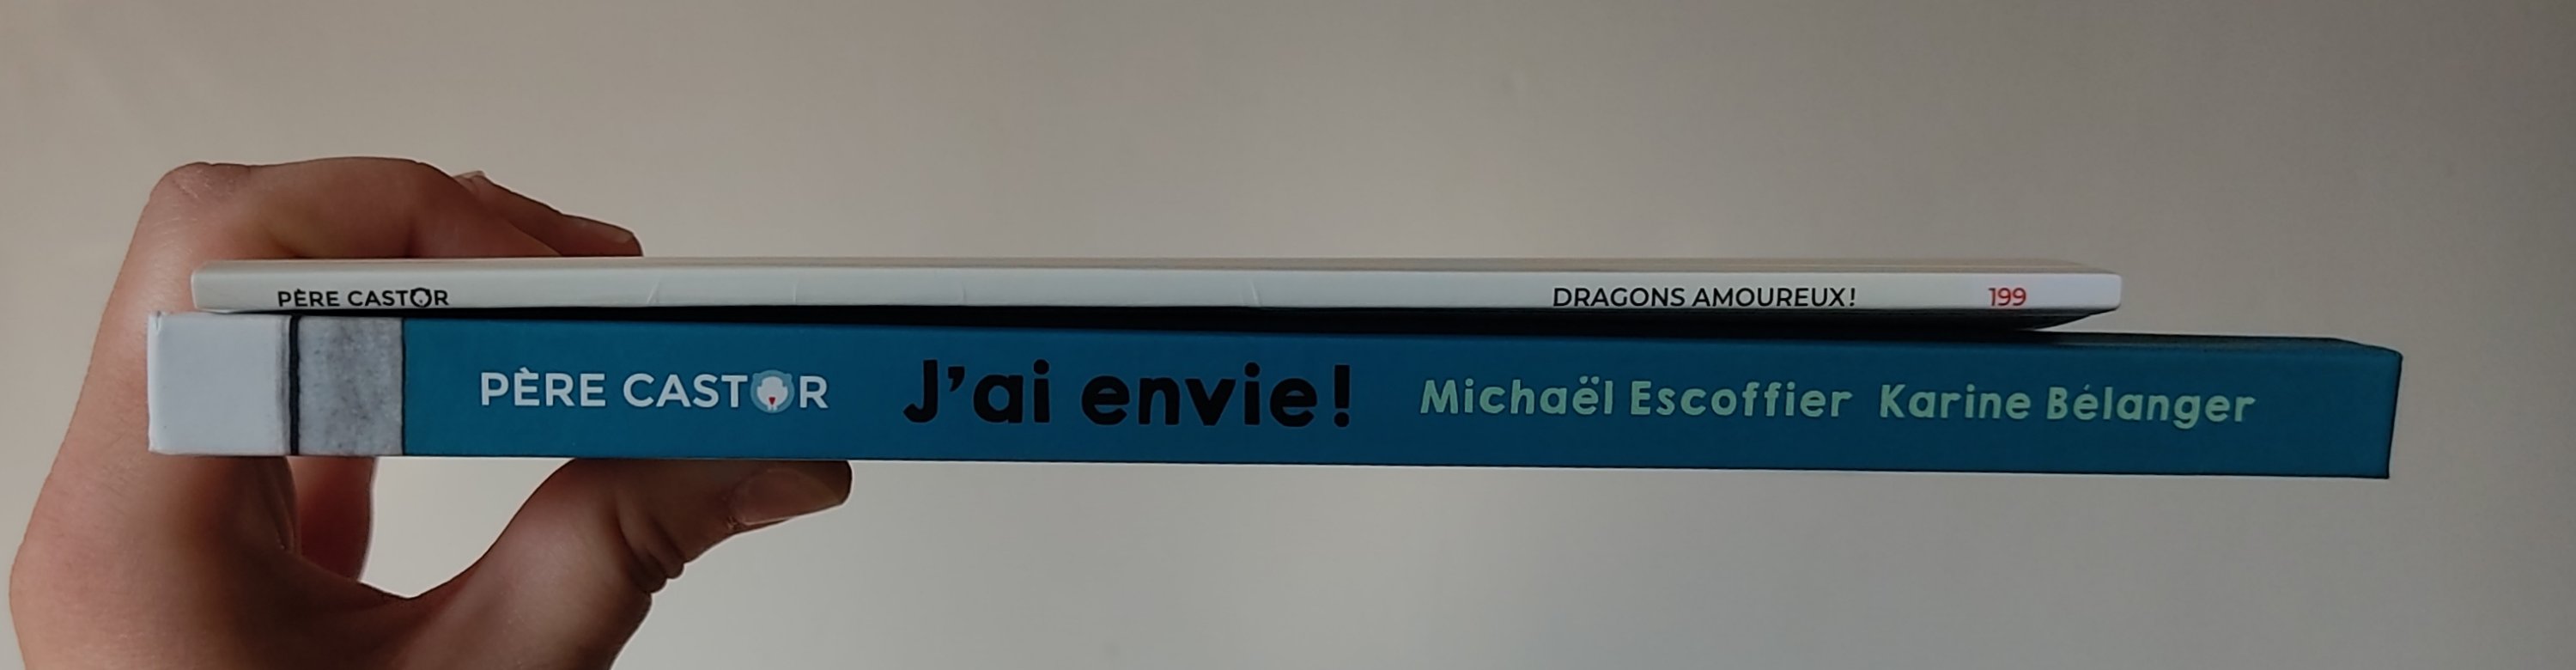 PÈRE CASTOR DRAGONS AMOUREUX! 199
PÈRE CASTOR J'ai envie! Michaël Escoffier Karine Bélanger